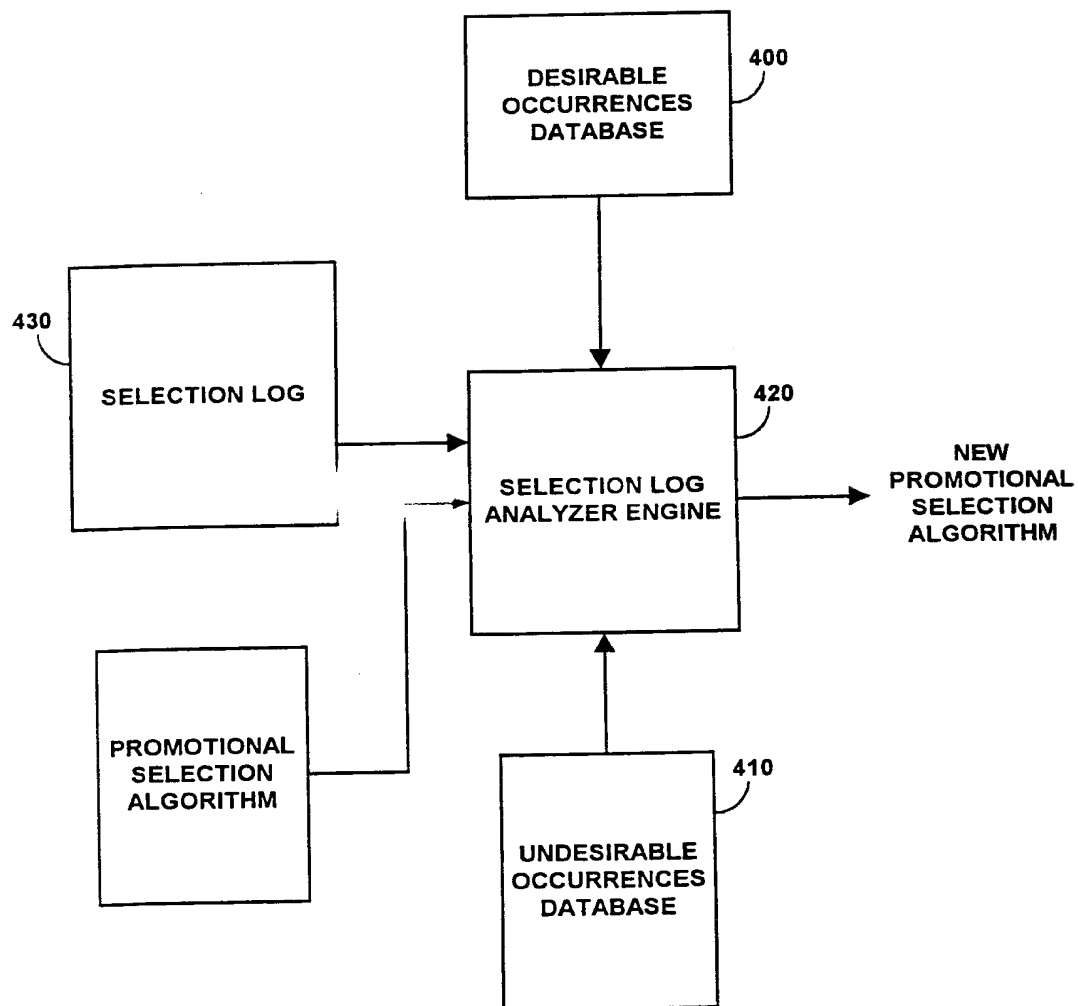 DESIRABLE
OCCURRENCES
DATABASE
400
430
SELECTION LOG
420
SELECTION LOG
ANALYZER ENGINE
NEW
PROMOTIONAL
SELECTION
ALGORITHM
PROMOTIONAL
SELECTION
ALGORITHM
410
UNDESIRABLE
OCCURRENCES
DATABASE